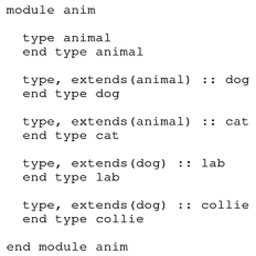 module anim
type animal
end type animal
type, extends(animal) :: dog
end type dog
type, extends(animal) :: cat
end type cat
type, extends(dog) :: lab
end type lab
type, extends(dog) :: collie
end type collie
end module anim